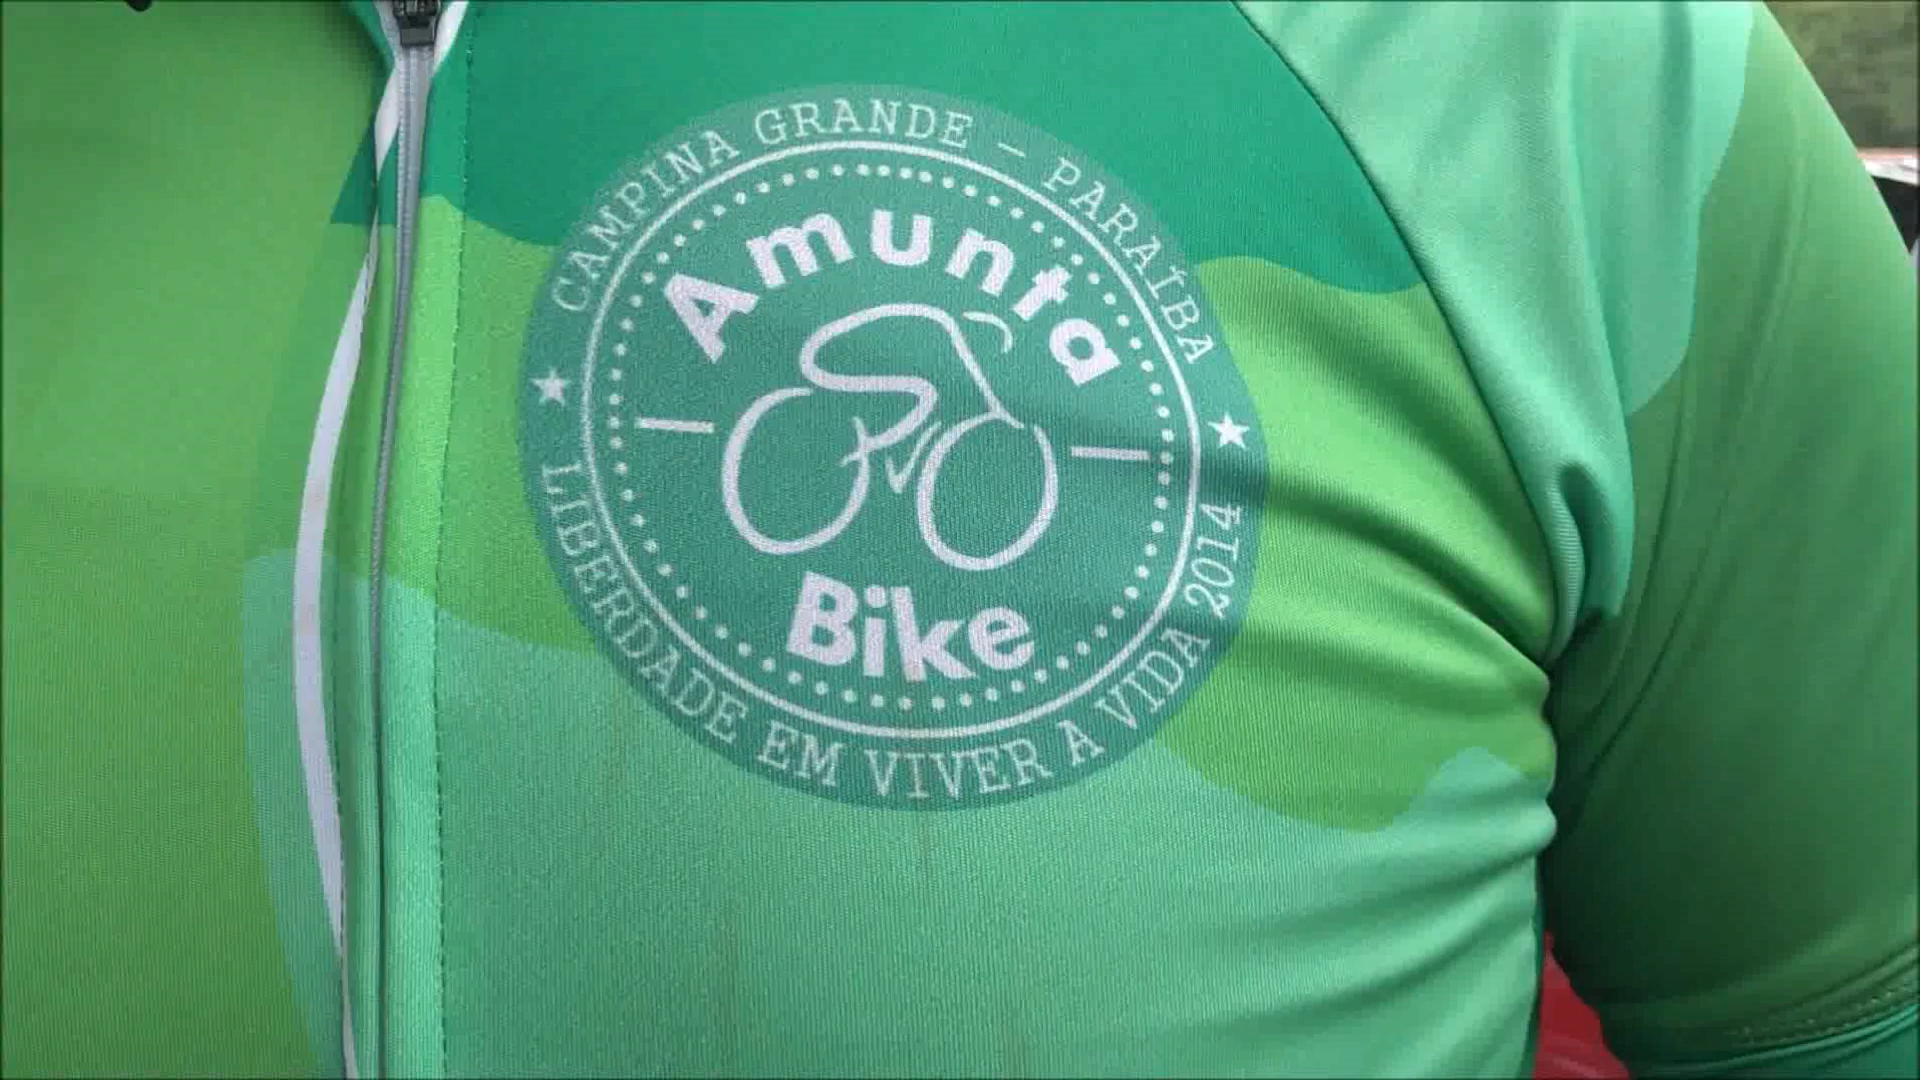 CAMPINA GRANDE – PARAÍBA
Amunta
Bike
LIBERDADE EM VIVER A VIDA 2014